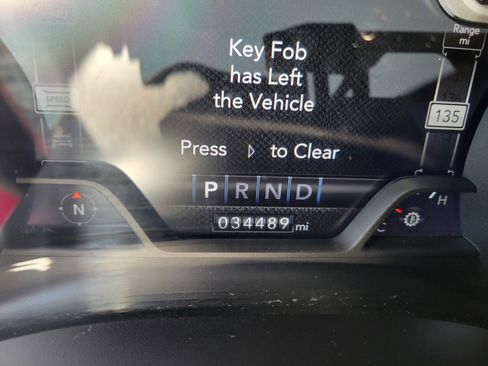 Key Fob
has Left
the Vehicle
Press ▷ to Clear
Range
mi
SPEED
135
P R N D
N
034489 mi
H
C